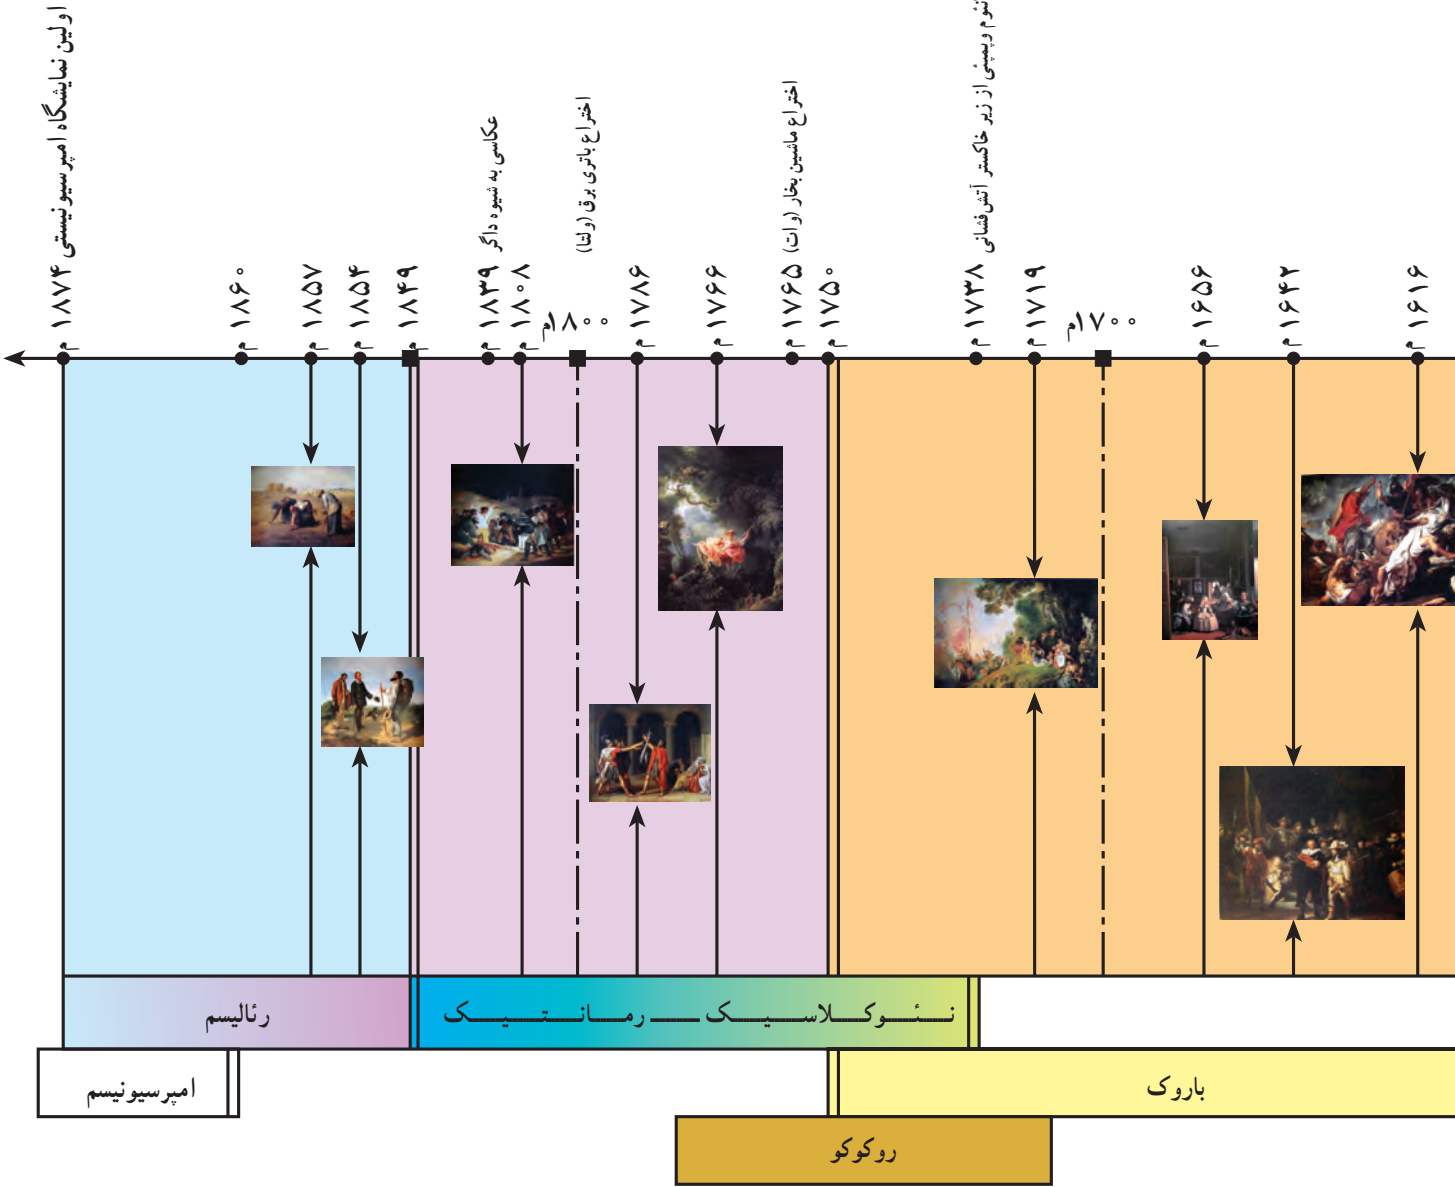 اولین نمایشگاه امپرسیونیستی
عکاسی به شیوه داگر
اختراع باتری برق (ولتا)
اختراع ماشین بخار (وات)
وپمپئی از زیر خاکستر آتش‌فشانی
۱۸۷۴ م
۱۸۶۰ م
۱۸۵۷ م
۱۸۵۴ م
۱۸۴۹ م
۱۸۳۹ م
۱۸۰۸ م
۱۸۰۰م
۱۷۸۶ م
۱۷۶۶ م
۱۷۶۵ م
۱۷۵۰ م
۱۷۳۸ م
۱۷۱۹ م
۱۷۰۰م
۱۶۵۶ م
۱۶۴۲ م
۱۶۱۶ م
نئوکلاسیک — رمانتیک
رئالیسم
باروک
امپرسیونیسم
روکوکو